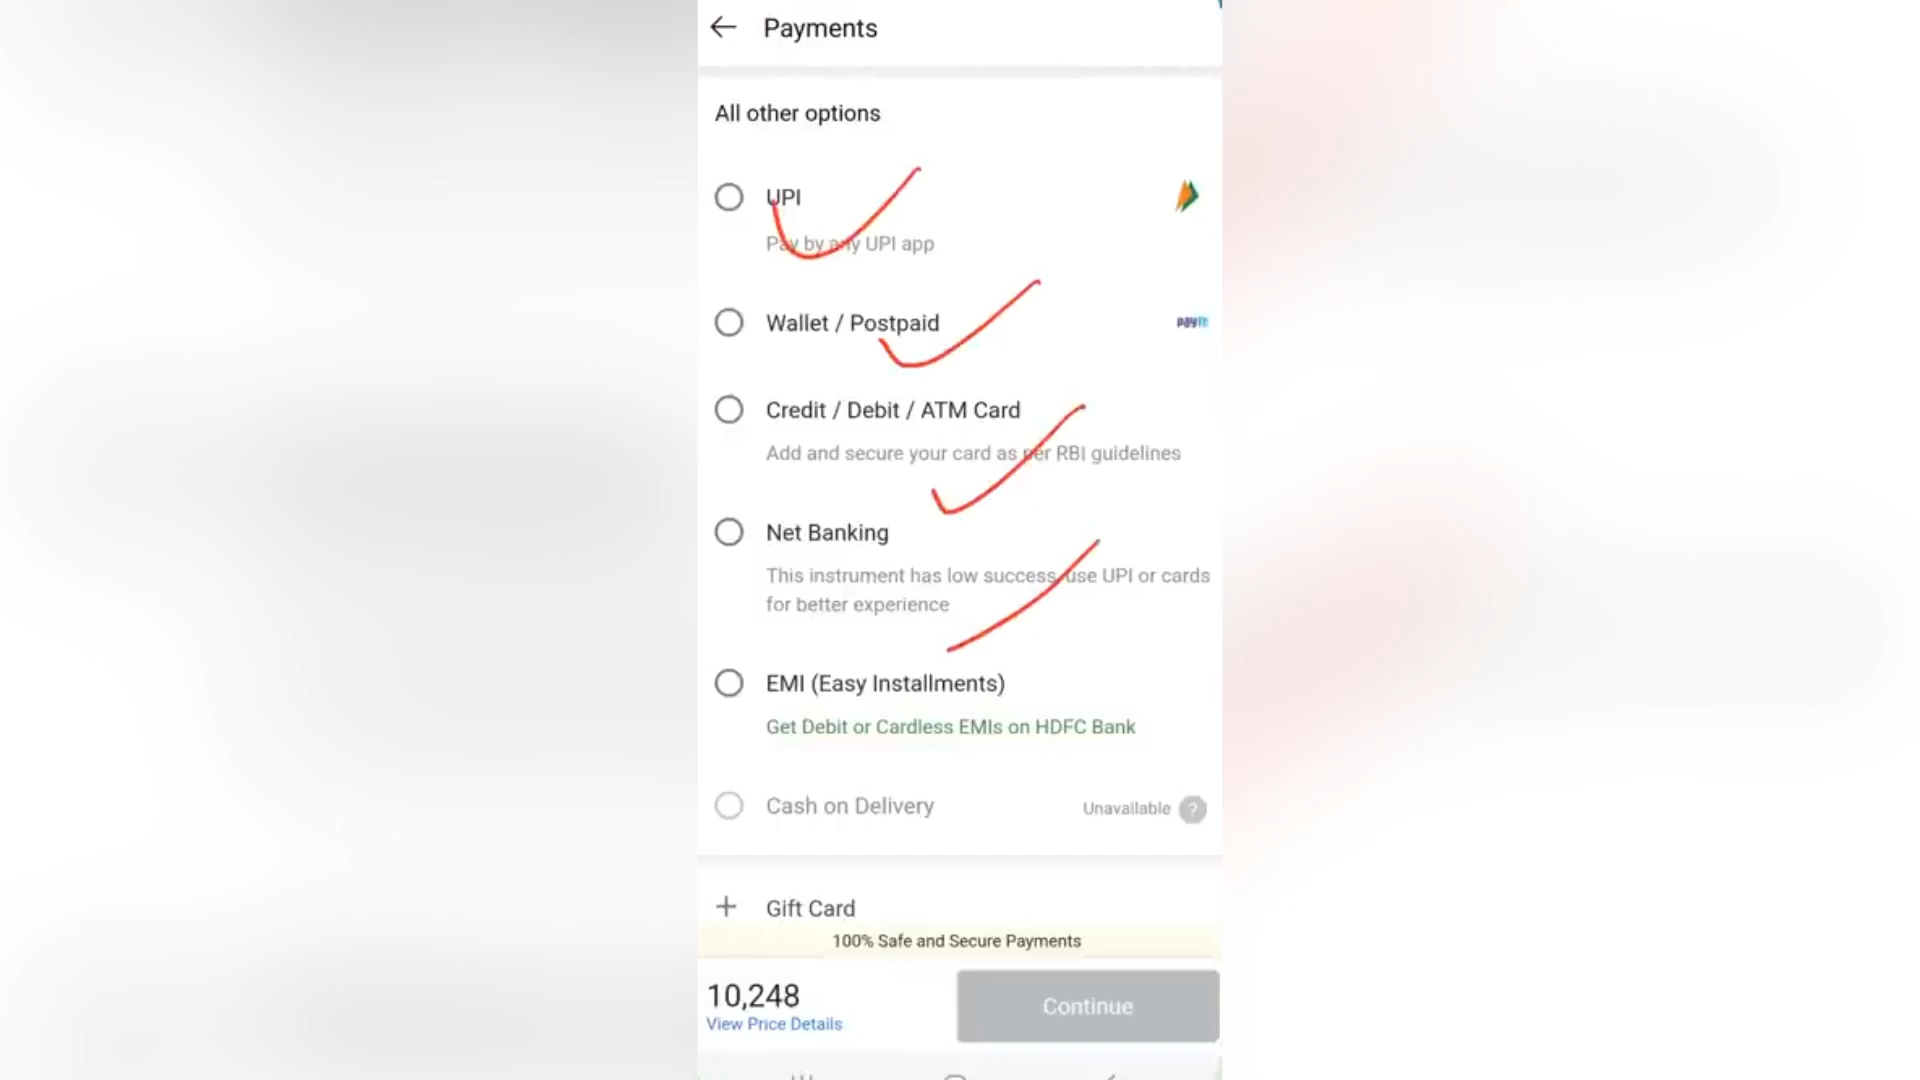 Payments
All other options
UPI
Pay by any UPI app
Wallet / Postpaid
paytm
Credit / Debit / ATM Card
Add and secure your card as per RBI guidelines
Net Banking
This instrument has low success, use UPI or cards
for better experience
EMI (Easy Installments)
Get Debit or Cardless EMIs on HDFC Bank
Cash on Delivery
Unavailable ?
+ Gift Card
100% Safe and Secure Payments
10,248
View Price Details
Continue